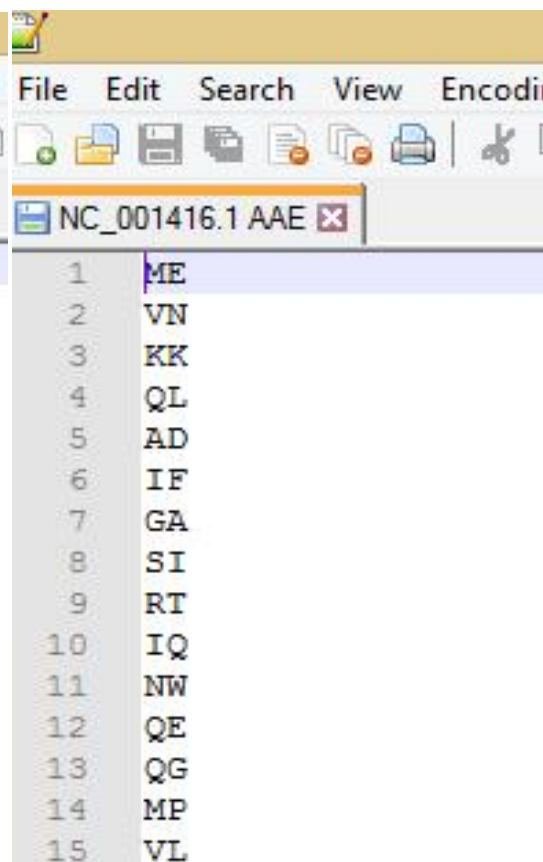 File Edit Search View Encodi
NC_001416.1 AAE
1 ME
2 VN
3 KK
4 QL
5 AD
6 IF
7 GA
8 SI
9 RT
10 IQ
11 NW
12 QE
13 QG
14 MP
15 VL